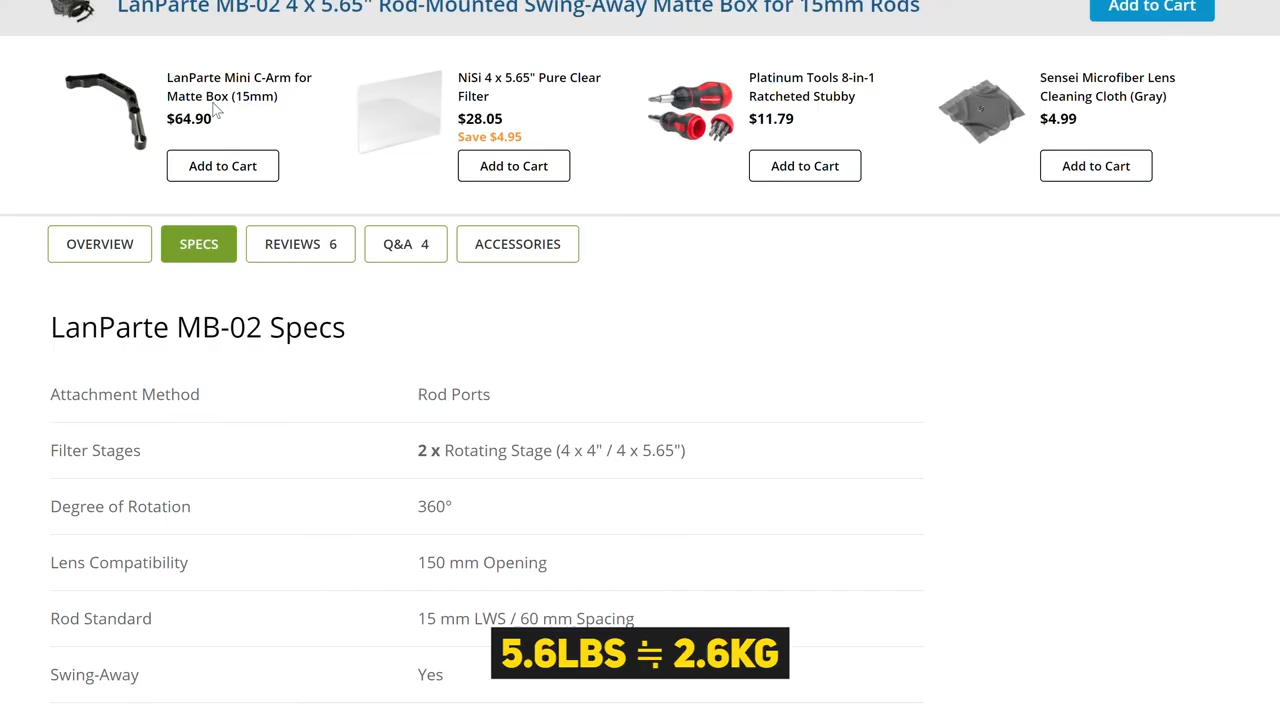 LanParte MB-02 4 x 5.65" Rod-Mounted Swing-Away Matte Box for 15mm Rods
Add to Cart
LanParte Mini C-Arm for
Matte Box (15mm)
$64.90
Add to Cart
NiSi 4 x 5.65" Pure Clear
Filter
$28.05
Save $4.95
Add to Cart
Platinum Tools 8-in-1
Ratcheted Stubby
$11.79
Add to Cart
Sensei Microfiber Lens
Cleaning Cloth (Gray)
$4.99
Add to Cart
OVERVIEW
SPECS
REVIEWS 6
Q&A 4
ACCESSORIES
LanParte MB-02 Specs
Attachment Method Rod Ports
Filter Stages 2 x Rotating Stage (4 x 4" / 4 x 5.65")
Degree of Rotation 360°
Lens Compatibility 150 mm Opening
Rod Standard 15 mm LWS / 60 mm Spacing
5.6LBS ≒ 2.6KG
Swing-Away Yes